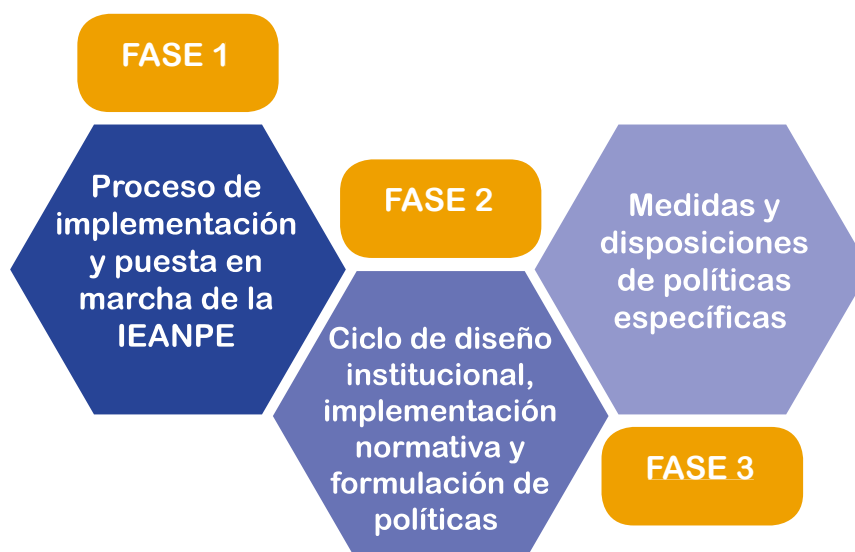 FASE 1
Proceso de
implementación
y puesta en
marcha de la
IEANPE
FASE 2
Ciclo de diseño
institucional,
implementación
normativa y
formulación de
políticas
Medidas y
disposiciones
de políticas
específicas
FASE 3